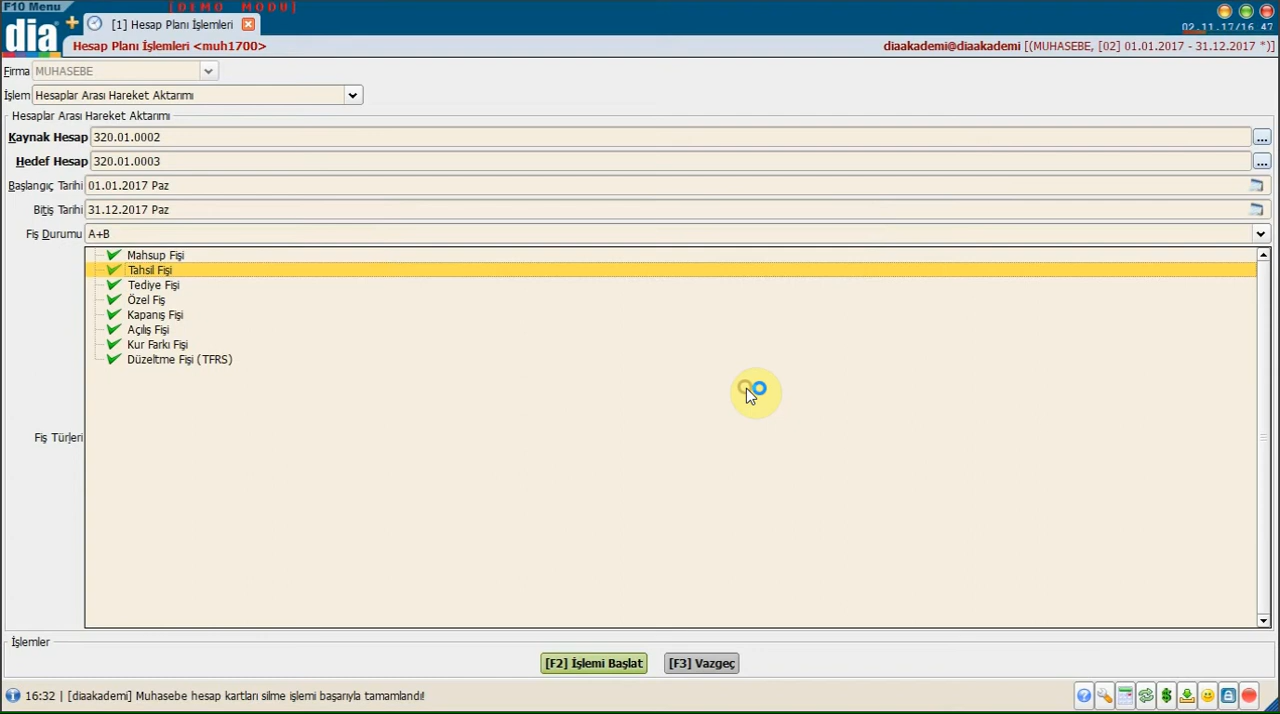 F10 Menu
[DEMO MODU]
dia
[1] Hesap Planı İşlemleri
02.11.17/16 47
Hesap Planı İşlemleri <muh1700>
diaakademi@diaakademi [(MUHASEBE, [02] 01.01.2017 - 31.12.2017 *)]
Firma MUHASEBE
İşlem Hesaplar Arası Hareket Aktarımı
Hesaplar Arası Hareket Aktarımı
Kaynak Hesap 320.01.0002
Hedef Hesap 320.01.0003
Başlangıç Tarihi 01.01.2017 Paz
Bitiş Tarihi 31.12.2017 Paz
Fiş Durumu A+B
Mahsup Fişi
Tahsil Fişi
Tediye Fişi
Özel Fiş
Kapanış Fişi
Açılış Fişi
Kur Farkı Fişi
Düzeltme Fişi (TFRS)
Fiş Türleri
İşlemler
[F2] İşlemi Başlat [F3] Vazgeç
16:32 | [diaakademi] Muhasebe hesap kartları silme işlemi başarıyla tamamlandı!